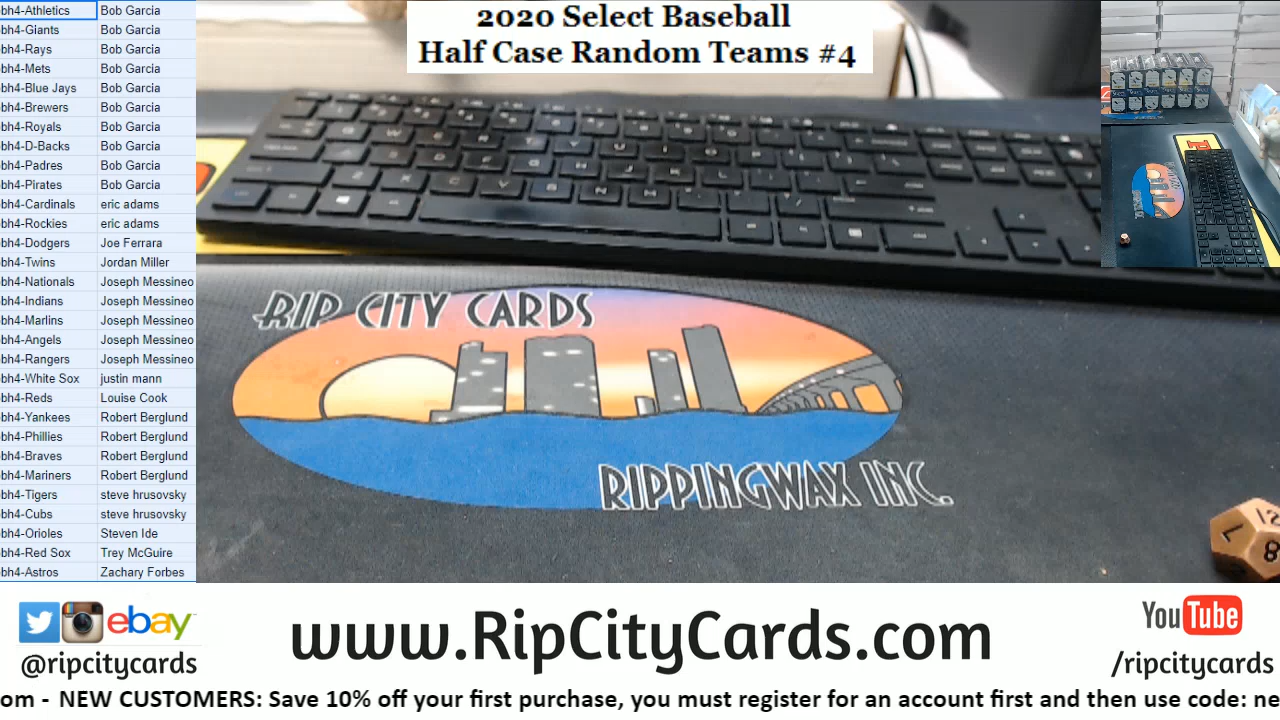 bh4-Athletics Bob Garcia
bh4-Giants Bob Garcia
bh4-Rays Bob Garcia
bh4-Mets Bob Garcia
bh4-Blue Jays Bob Garcia
bh4-Brewers Bob Garcia
bh4-Royals Bob Garcia
bh4-D-Backs Bob Garcia
bh4-Padres Bob Garcia
bh4-Pirates Bob Garcia
bh4-Cardinals eric adams
bh4-Rockies eric adams
bh4-Dodgers Joe Ferrara
bh4-Twins Jordan Miller
bh4-Nationals Joseph Messineo
bh4-Indians Joseph Messineo
bh4-Marlins Joseph Messineo
bh4-Angels Joseph Messineo
bh4-Rangers Joseph Messineo
bh4-White Sox justin mann
bh4-Reds Louise Cook
bh4-Yankees Robert Berglund
bh4-Phillies Robert Berglund
bh4-Braves Robert Berglund
bh4-Mariners Robert Berglund
bh4-Tigers steve hrusovsky
bh4-Cubs steve hrusovsky
bh4-Orioles Steven Ide
bh4-Red Sox Trey McGuire
bh4-Astros Zachary Forbes
2020 Select Baseball
Half Case Random Teams #4
RIP CITY CARDS
RIPPINGWAX INC.
12
1
8
ebay
@ripcitycards
www.RipCityCards.com
YouTube
/ripcitycards
om - NEW CUSTOMERS: Save 10% off your first purchase, you must register for an account first and then use code: ne